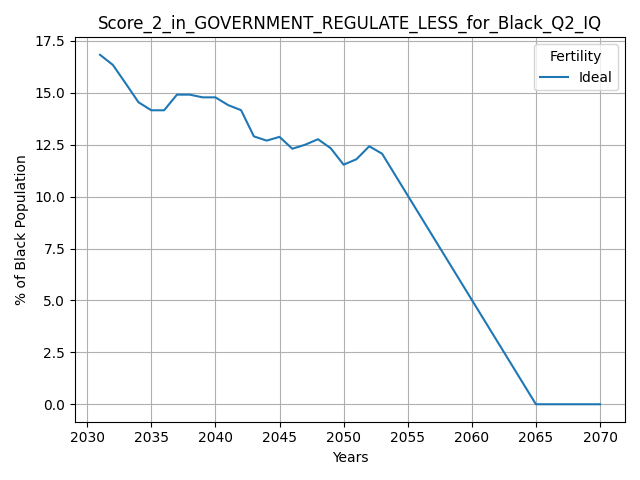 Score_2_in_GOVERNMENT_REGULATE_LESS_for_Black_Q2_IQ
Fertility
Ideal
% of Black Population
17.5
15.0
12.5
10.0
7.5
5.0
2.5
0.0
2030 2035 2040 2045 2050 2055 2060 2065 2070
Years